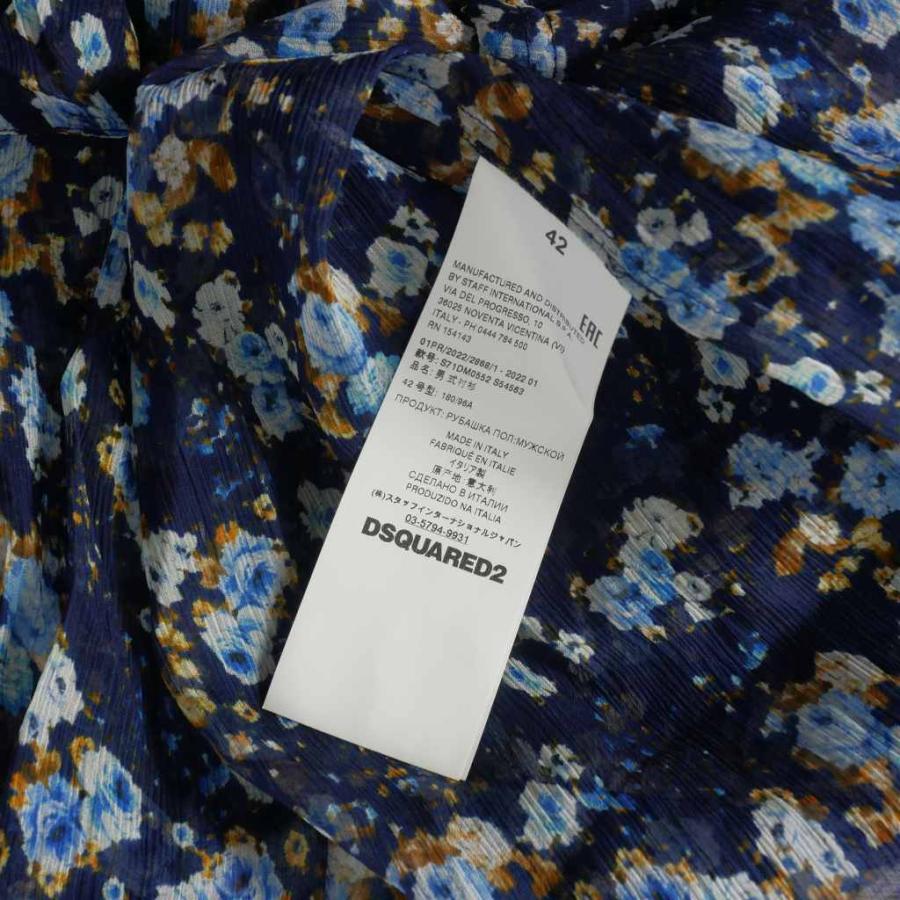 42
MANUFACTURED AND DISTRIBUTED
BY STAFF INTERNATIONAL S.P.A.
VIA DEL PROGRESSO, 10
36025 NOVENTA VICENTINA (VI)
ITALY. PH 0444 784 500
RN 154143
EAC
01PR/2022/2868/1 - 2022.01
款号: S71DM0552 S54563
品名: 男 式衬衫
42 号型: 180/96A
ПРОДУКТ: РУБАШКА ПОЛ:МУЖСКОЙ
MADE IN ITALY
FABRIQUÉ EN ITALIE
イタリア製
原产地 意大利
СДЕЛАНО В ИТАЛИИ
PRODUZIDO NA ITALIA
(株)スタッフインターナショナルジャパン
03-5794-9931
DSQUARED2